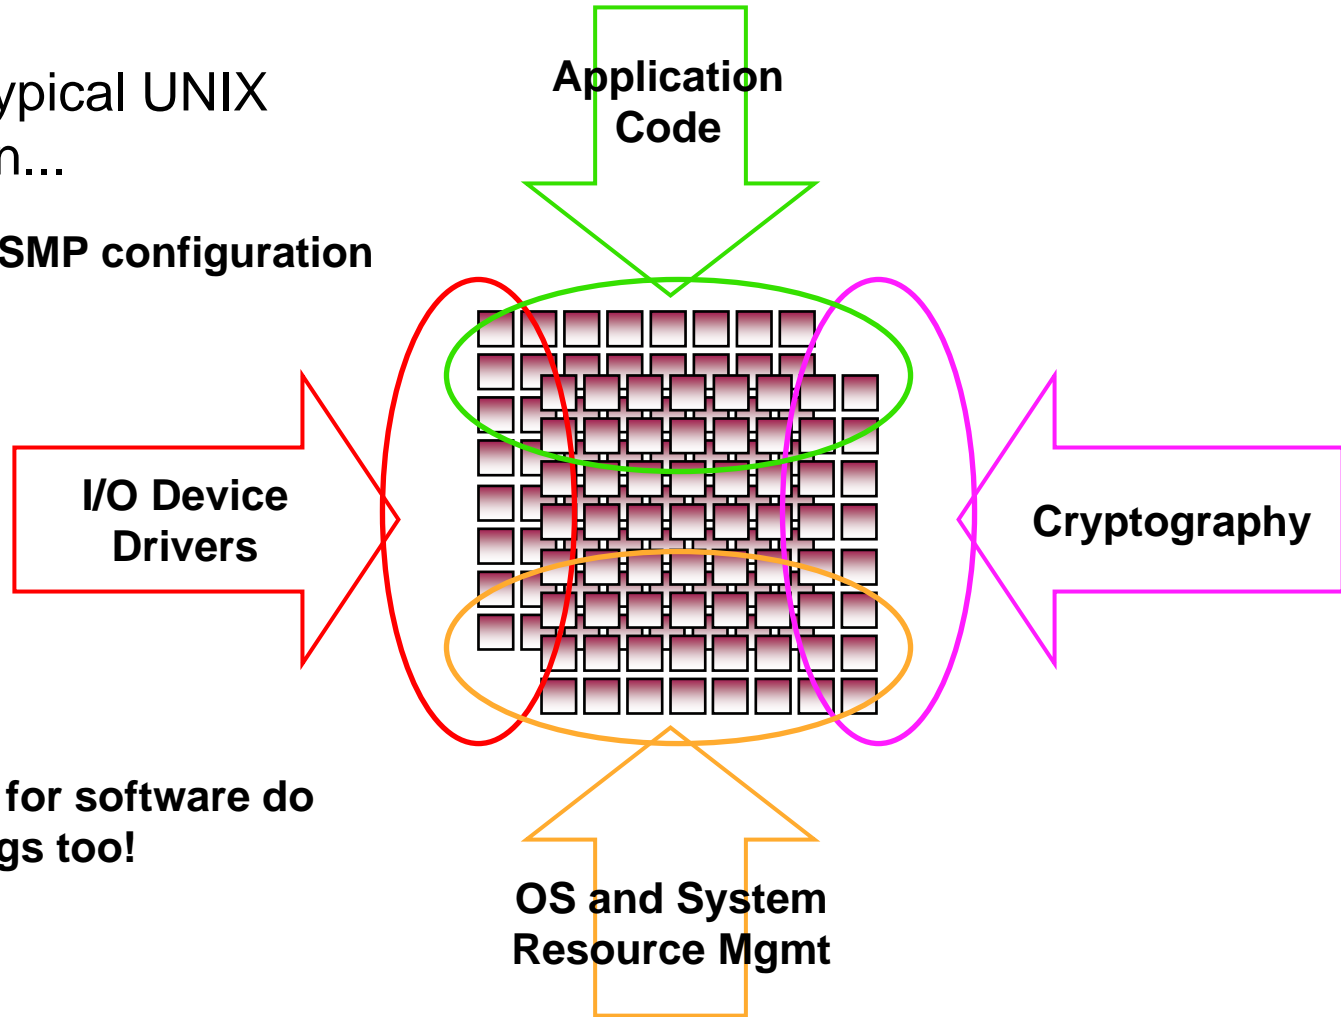 ypical UNIX
n...
SMP configuration
Application
Code
I/O Device
Drivers
Cryptography
for software do
gs too!
OS and System
Resource Mgmt